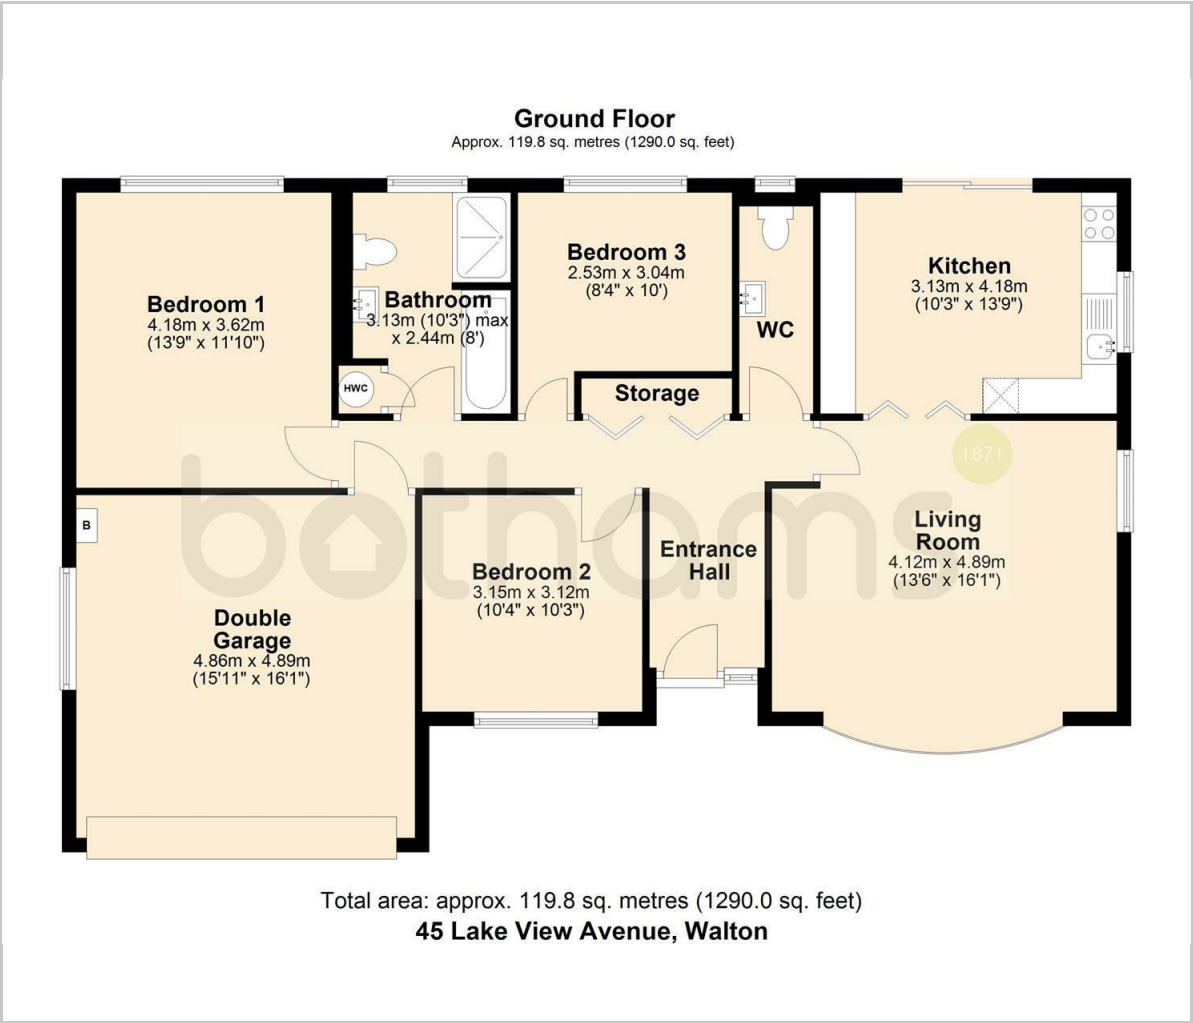 Ground Floor
Approx. 119.8 sq. metres (1290.0 sq. feet)
Bedroom 1
4.18m x 3.62m
(13'9" x 11'10")
Bathroom
3.13m (10'3") max
x 2.44m (8')
HWC
Bedroom 3
2.53m x 3.04m
(8'4" x 10')
Storage
WC
Kitchen
3.13m x 4.18m
(10'3" x 13'9")
1871
bothams
B
Double
Garage
4.86m x 4.89m
(15'11" x 16'1")
Bedroom 2
3.15m x 3.12m
(10'4" x 10'3")
Entrance
Hall
Living
Room
4.12m x 4.89m
(13'6" x 16'1")
Total area: approx. 119.8 sq. metres (1290.0 sq. feet)
45 Lake View Avenue, Walton